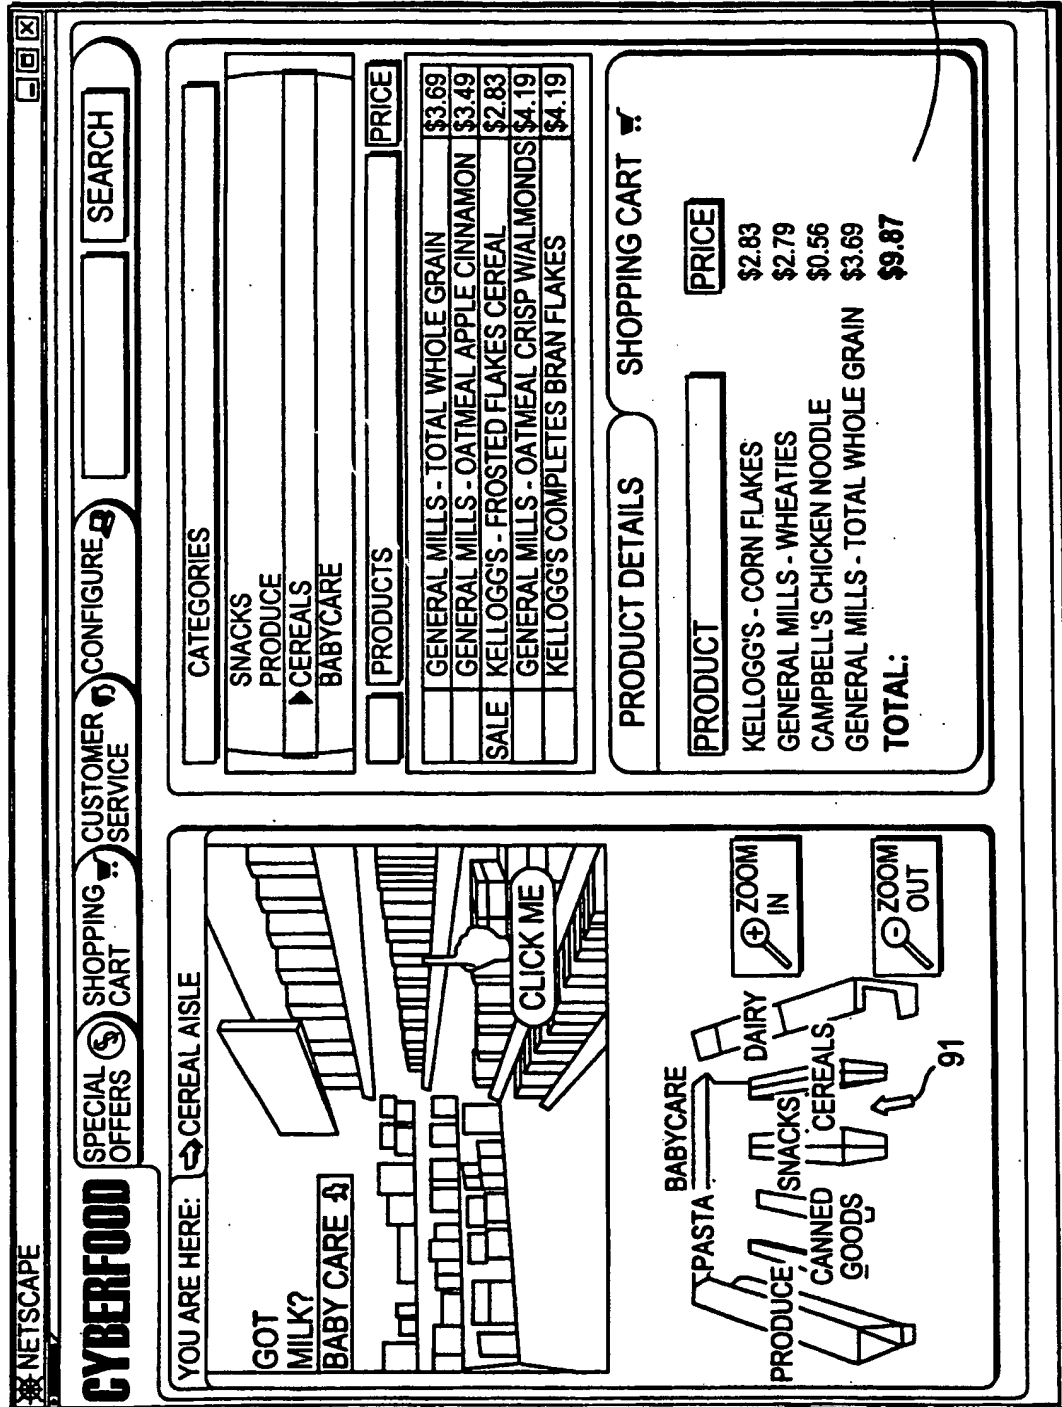 NETSCAPE
CYBERFOOD
SPECIAL
OFFERS
SHOPPING
CART
CUSTOMER
SERVICE
CONFIGURE
SEARCH
YOU ARE HERE:
CEREAL AISLE
GOT
MILK?
BABY CARE
CLICK ME
BABYCARE
PASTA
DAIRY
PRODUCE
CANNED
GOODS
SNACKS
CEREALS
91
ZOOM
IN
ZOOM
OUT
CATEGORIES
SNACKS
PRODUCE
CEREALS
BABYCARE
PRODUCTS PRICE
GENERAL MILLS - TOTAL WHOLE GRAIN $3.69
GENERAL MILLS - OATMEAL APPLE CINNAMON $3.49
SALE KELLOGG'S - FROSTED FLAKES CEREAL $2.83
GENERAL MILLS - OATMEAL CRISP W/ALMONDS $4.19
KELLOGG'S COMPLETES BRAN FLAKES $4.19
PRODUCT DETAILS SHOPPING CART
PRODUCT PRICE
KELLOGG'S - CORN FLAKES $2.83
GENERAL MILLS - WHEATIES $2.79
CAMPBELL'S CHICKEN NOODLE $0.56
GENERAL MILLS - TOTAL WHOLE GRAIN $3.69
TOTAL: $9.87